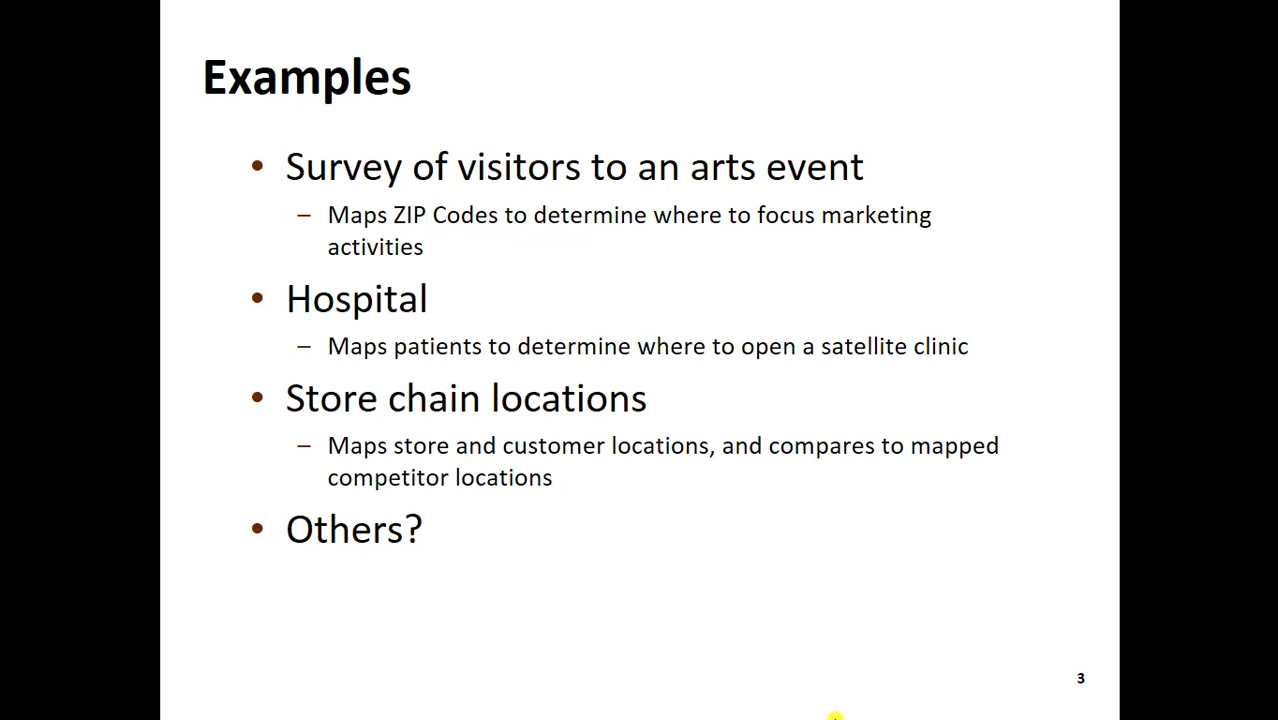 Examples
• Survey of visitors to an arts event
– Maps ZIP Codes to determine where to focus marketing
activities
• Hospital
– Maps patients to determine where to open a satellite clinic
• Store chain locations
– Maps store and customer locations, and compares to mapped
competitor locations
• Others?
3